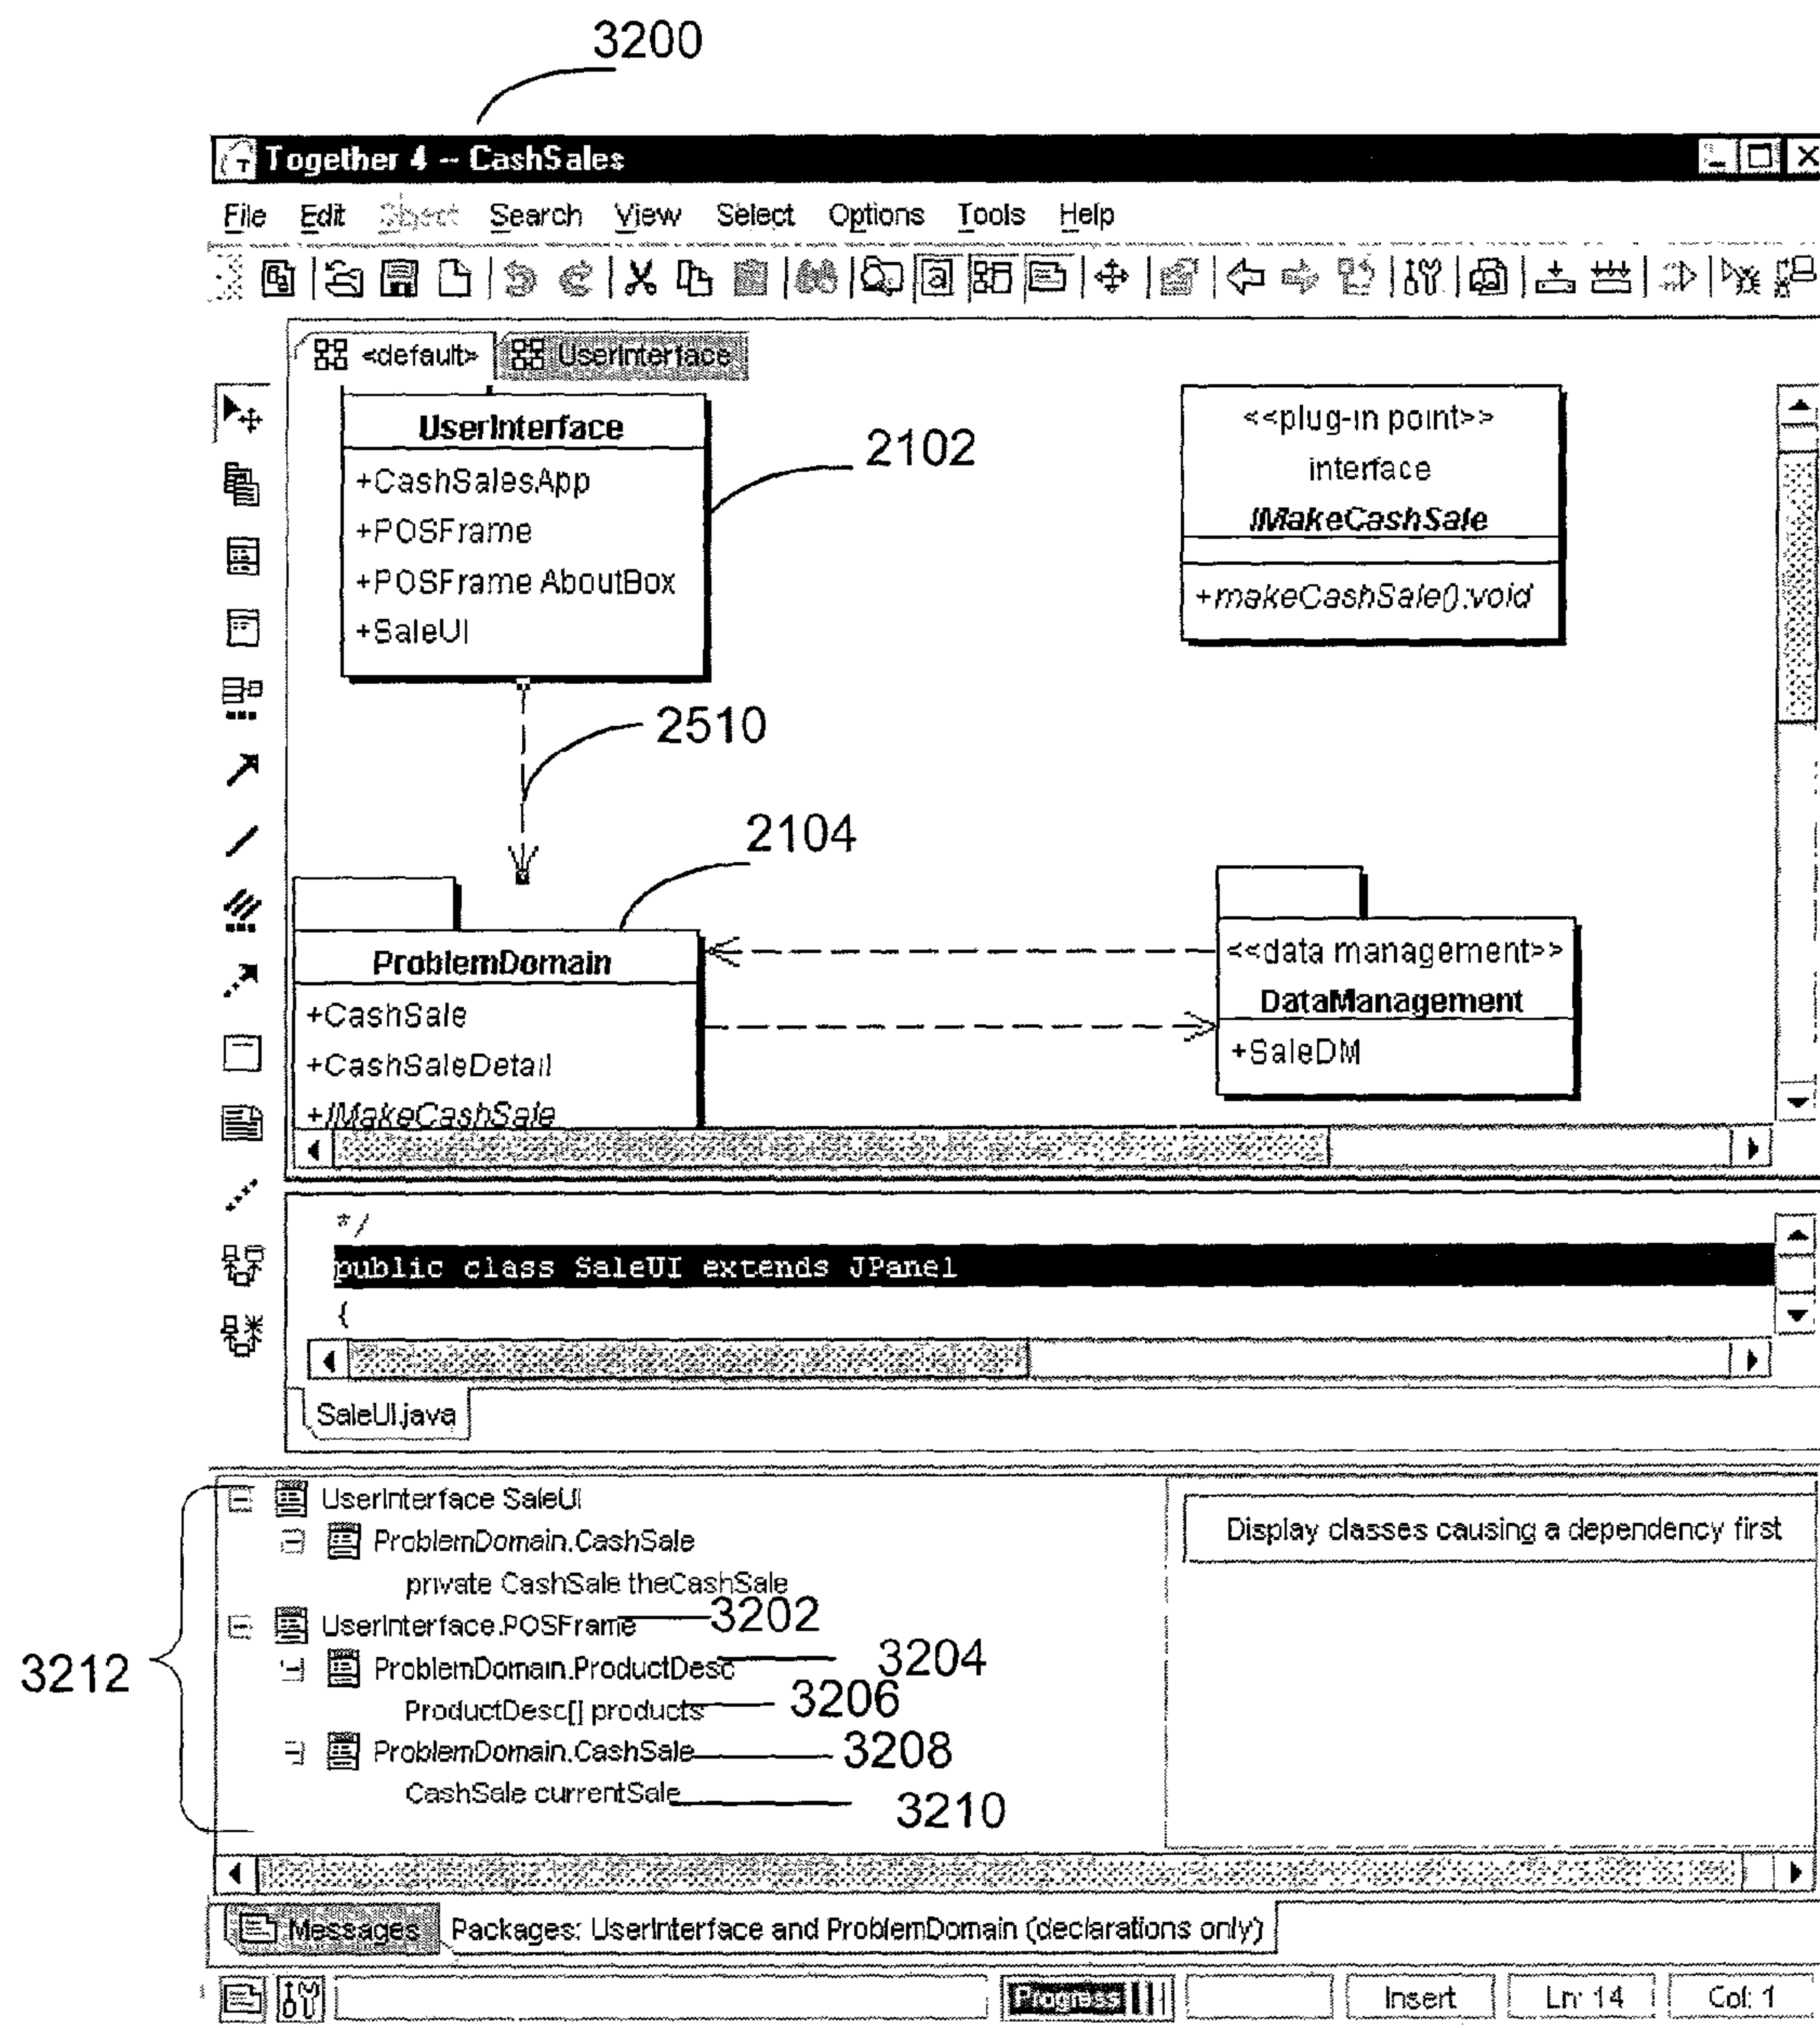 3200
Together 4 -- CashSales
File Edit Object Search View Select Options Tools Help
<default> UserInterface
UserInterface
+CashSalesApp
+POSFrame
+POSFrame AboutBox
+SaleUI
2102
<<plug-in point>>
interface
IMakeCashSale
+makeCashSale():void
2510
2104
ProblemDomain
+CashSale
+CashSaleDetail
+IMakeCashSale
<<data management>>
DataManagement
+SaleDM
*/
public class SaleUI extends JPanel
{
SaleUI.java
UserInterface SaleUI
ProblemDomain.CashSale
private CashSale theCashSale
UserInterface.POSFrame 3202
ProblemDomain.ProductDesc 3204
ProductDesc[] products 3206
ProblemDomain.CashSale 3208
CashSale currentSale 3210
3212
Display classes causing a dependency first
Messages Packages: UserInterface and ProblemDomain (declarations only)
Progress Insert Ln: 14 Col: 1